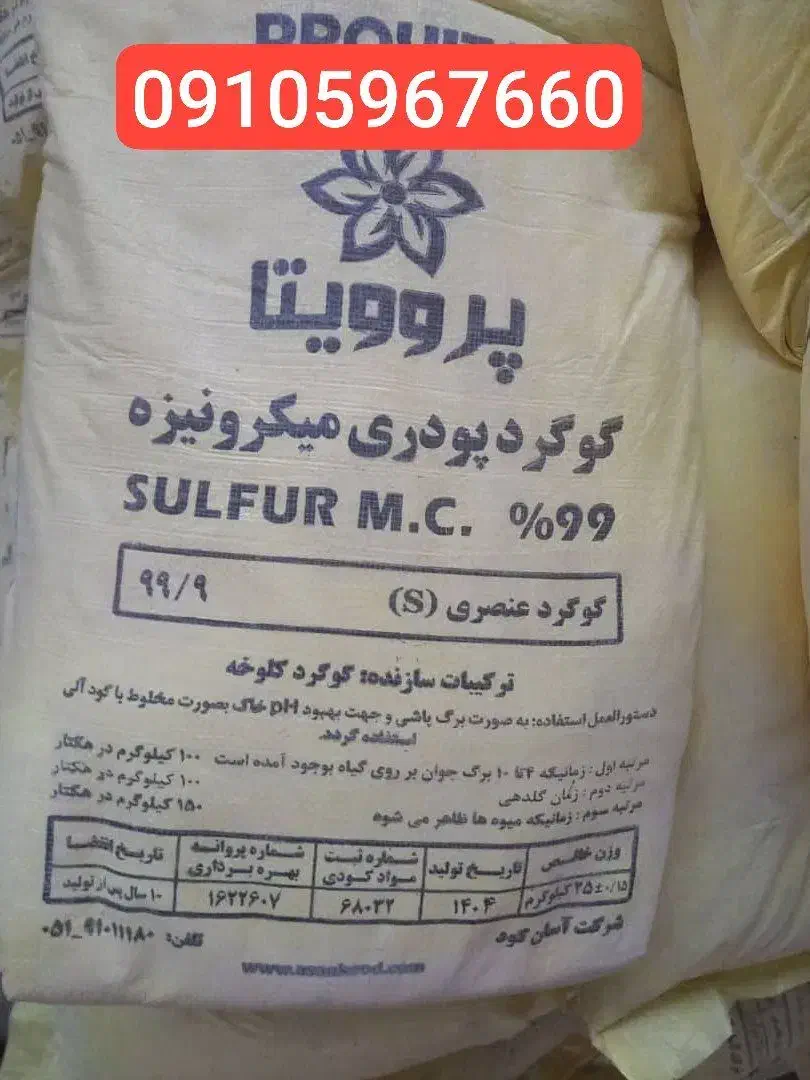 09105967660
پروویتا
گوگرد پودری میکرونیزه
SULFUR M.C. %99
گوگرد عنصری (S) ۹۹/۹
ترکیبات سازنده: گوگرد کلوخه
دستورالعمل استفاده: به صورت برگ پاشی و جهت بهبود pH خاک بصورت مخلوط با کود آلی
استفاده گردد.
مرتبه اول: زمانیکه ۴ تا ۱۰ برگ جوان بر روی گیاه بوجود آمده است ۱۰۰ کیلوگرم در هکتار
مرتبه دوم: زمان گلدهی ۱۰۰ کیلوگرم در هکتار
مرتبه سوم: زمانیکه میوه ها ظاهر می شوه ۱۵۰ کیلوگرم در هکتار
وزن خالص تاریخ تولید شماره ثبت مواد کودی شماره پروانه بهره برداری تاریخ انقضا
۲۵±۰/۱۵ کیلوگرم ۱۴۰۴ ۶۸۰۳۲ ۱۶۲۲۶۰۷ ۱۰ سال پس از تولید
شرکت آسان کود تلفن: ۰۵۱_۹۱۰۱۱۱۸۰